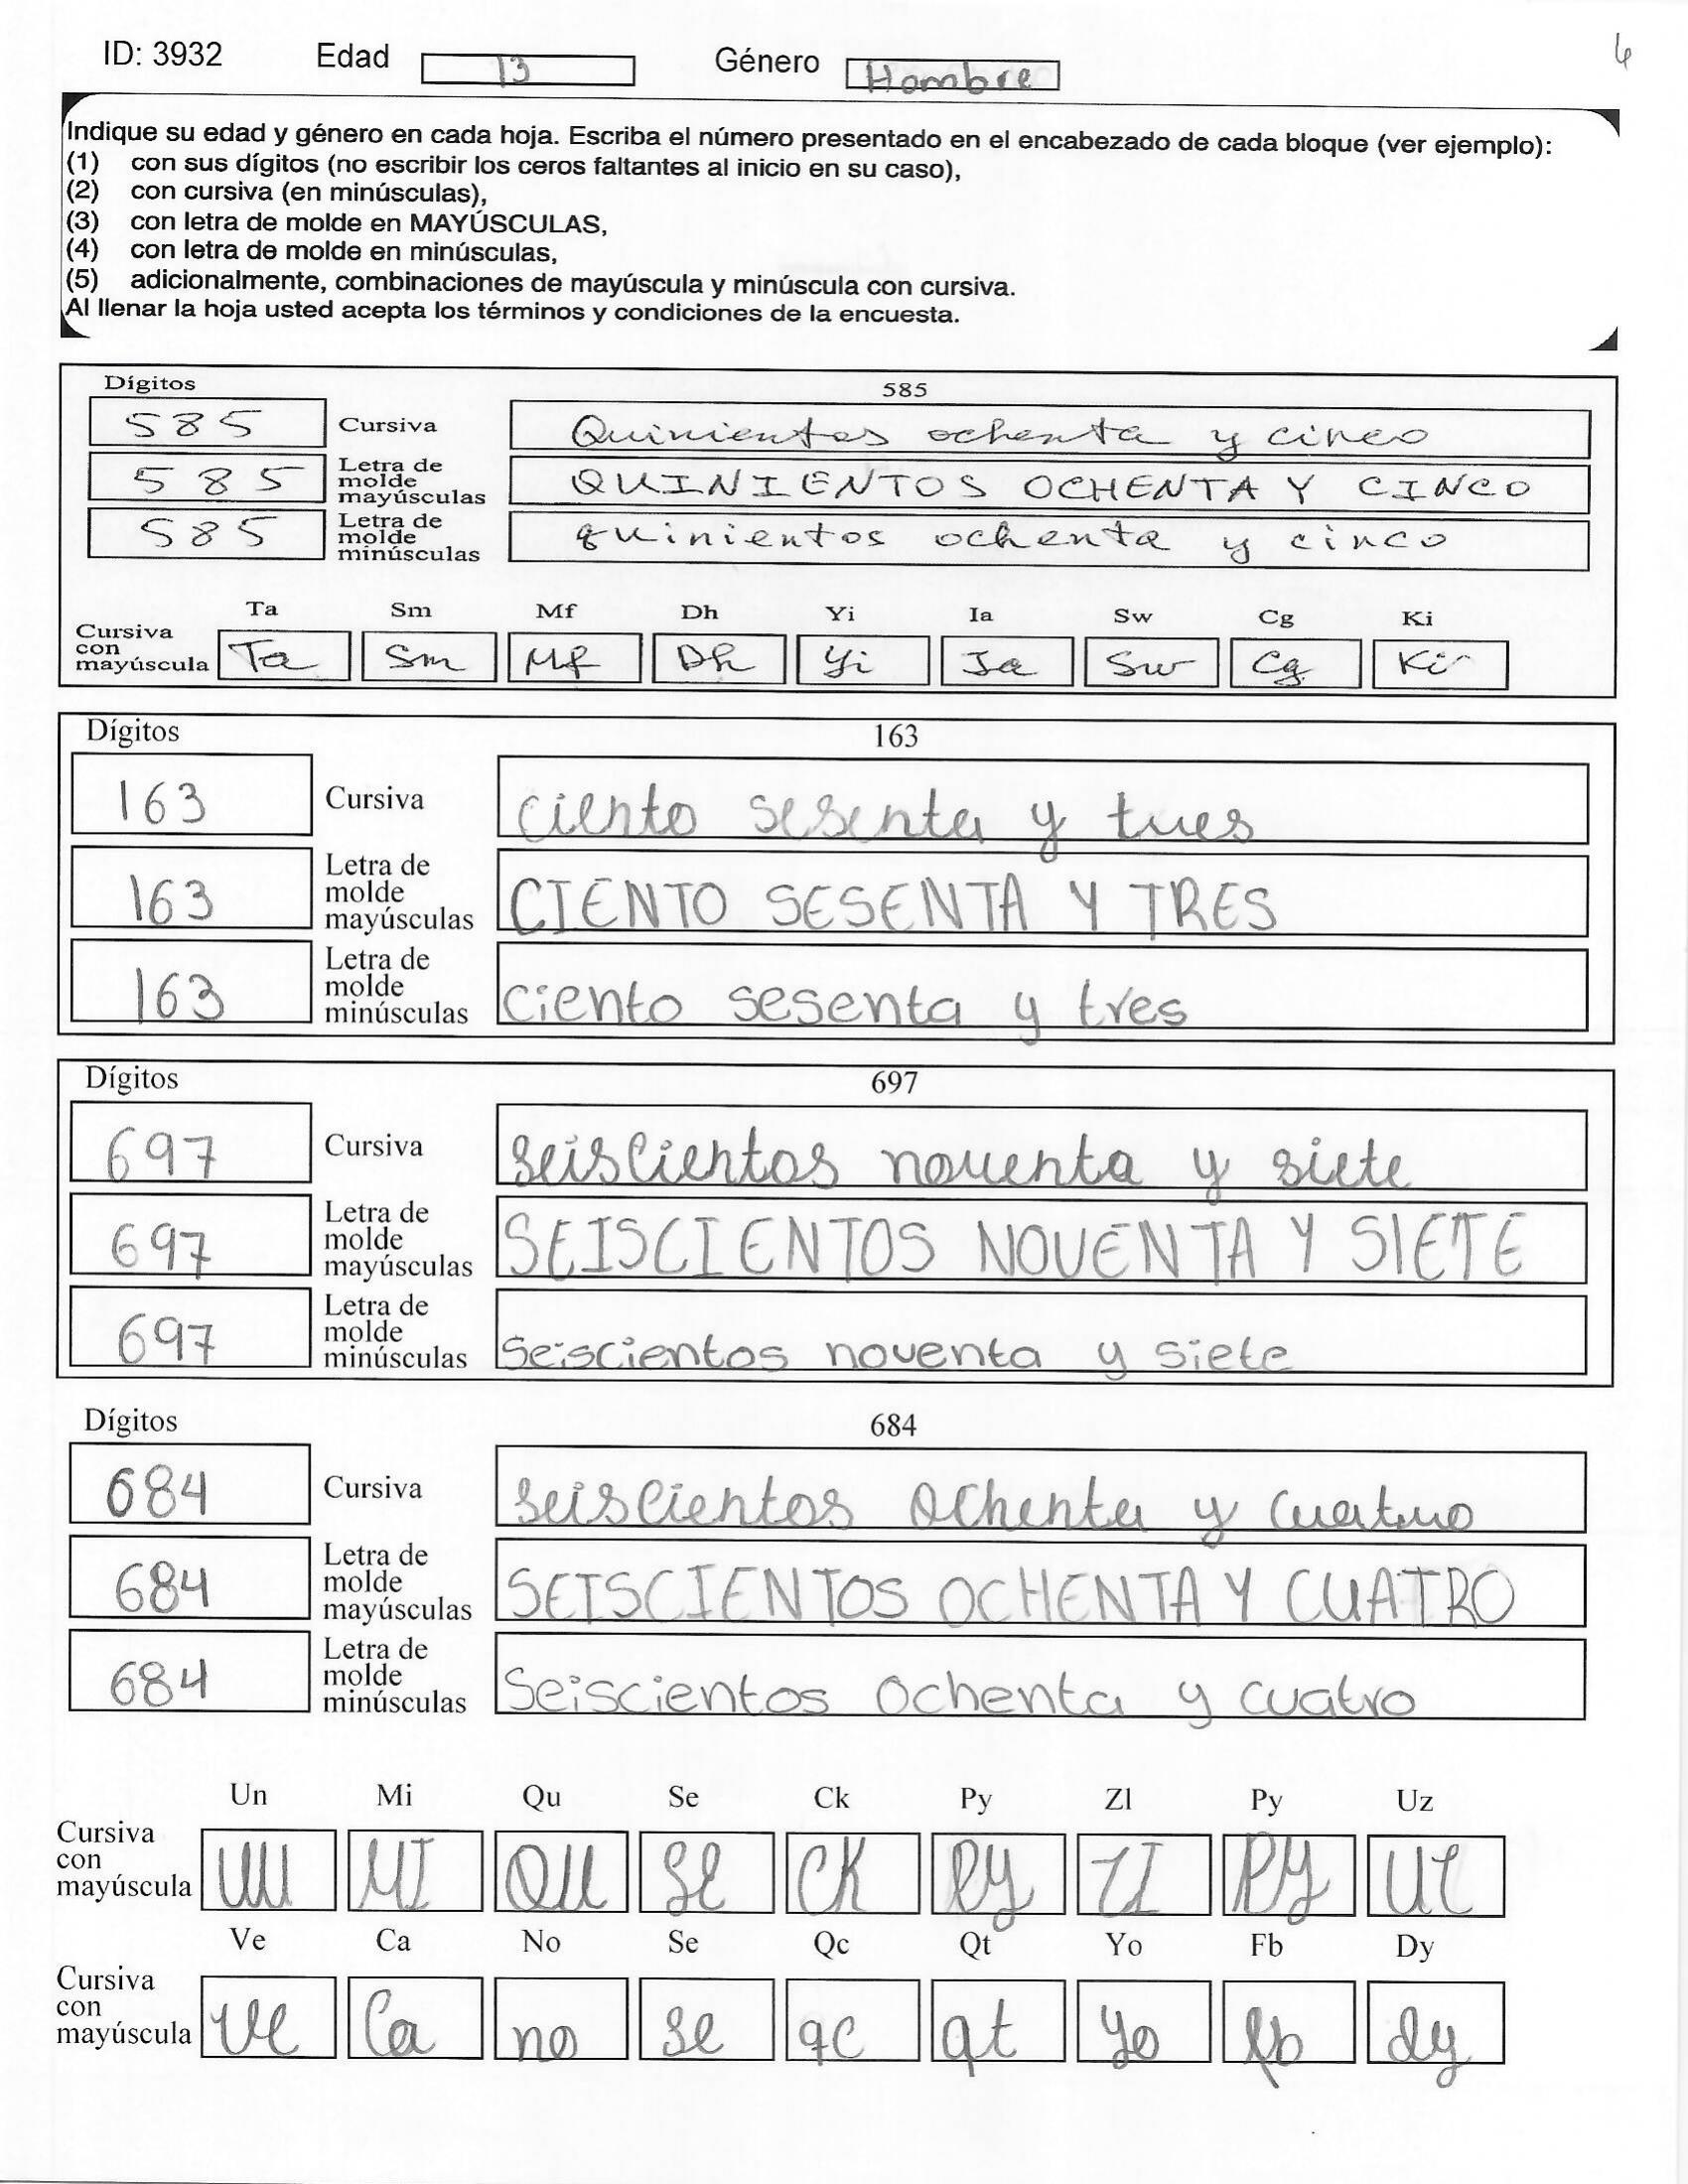 ID: 3932 Edad 13 Género Hombre
Indique su edad y género en cada hoja. Escriba el número presentado en el encabezado de cada bloque (ver ejemplo):
(1) con sus dígitos (no escribir los ceros faltantes al inicio en su caso),
(2) con cursiva (en minúsculas),
(3) con letra de molde en MAYÚSCULAS,
(4) con letra de molde en minúsculas,
(5) adicionalmente, combinaciones de mayúscula y minúscula con cursiva.
Al llenar la hoja usted acepta los términos y condiciones de la encuesta.
Dígitos 585
585 Cursiva Quinientos ochenta y cinco
585 Letra de molde mayúsculas QUINIENTOS OCHENTA Y CINCO
585 Letra de molde minúsculas quinientos ochenta y cinco
Ta Sm Mf Dh Yi Ia Sw Cg Ki
Cursiva con mayúscula Ta Sm Mf Dh Yi Ia Sw Cg Ki
Dígitos 163
163 Cursiva ciento sesenta y tres
163 Letra de molde mayúsculas CIENTO SESENTA Y TRES
163 Letra de molde minúsculas ciento sesenta y tres
Dígitos 697
697 Cursiva seiscientos noventa y siete
697 Letra de molde mayúsculas SEISCIENTOS NOVENTA Y SIETE
697 Letra de molde minúsculas seiscientos noventa y siete
Dígitos 684
684 Cursiva seiscientos ochenta y cuatro
684 Letra de molde mayúsculas SEISCIENTOS OCHENTA Y CUATRO
684 Letra de molde minúsculas Seiscientos ochenta y cuatro
Un Mi Qu Se Ck Py Zl Py Uz
Cursiva con mayúscula UU MI QU Se CK Py ZI Py
Ve Ca No Se Qc Qt Yo Fb Dy
Cursiva con mayúscula Ve Ca no se qc qt yo fb dy